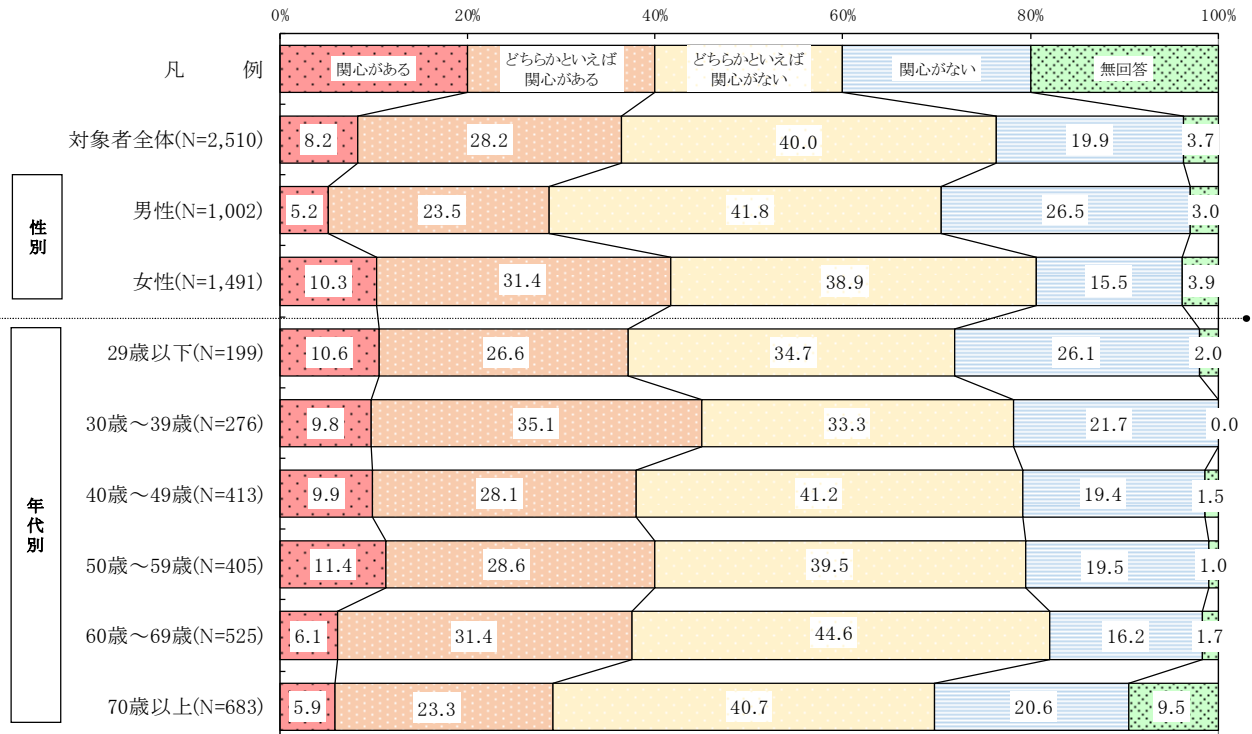 0% 20% 40% 60% 80% 100%
凡 例 関心がある どちらかといえば 関心がある どちらかといえば 関心がない 関心がない 無回答
対象者全体(N=2,510) 8.2 28.2 40.0 19.9 3.7
性別
男性(N=1,002) 5.2 23.5 41.8 26.5 3.0
女性(N=1,491) 10.3 31.4 38.9 15.5 3.9
年代別
29歳以下(N=199) 10.6 26.6 34.7 26.1 2.0
30歳～39歳(N=276) 9.8 35.1 33.3 21.7 0.0
40歳～49歳(N=413) 9.9 28.1 41.2 19.4 1.5
50歳～59歳(N=405) 11.4 28.6 39.5 19.5 1.0
60歳～69歳(N=525) 6.1 31.4 44.6 16.2 1.7
70歳以上(N=683) 5.9 23.3 40.7 20.6 9.5